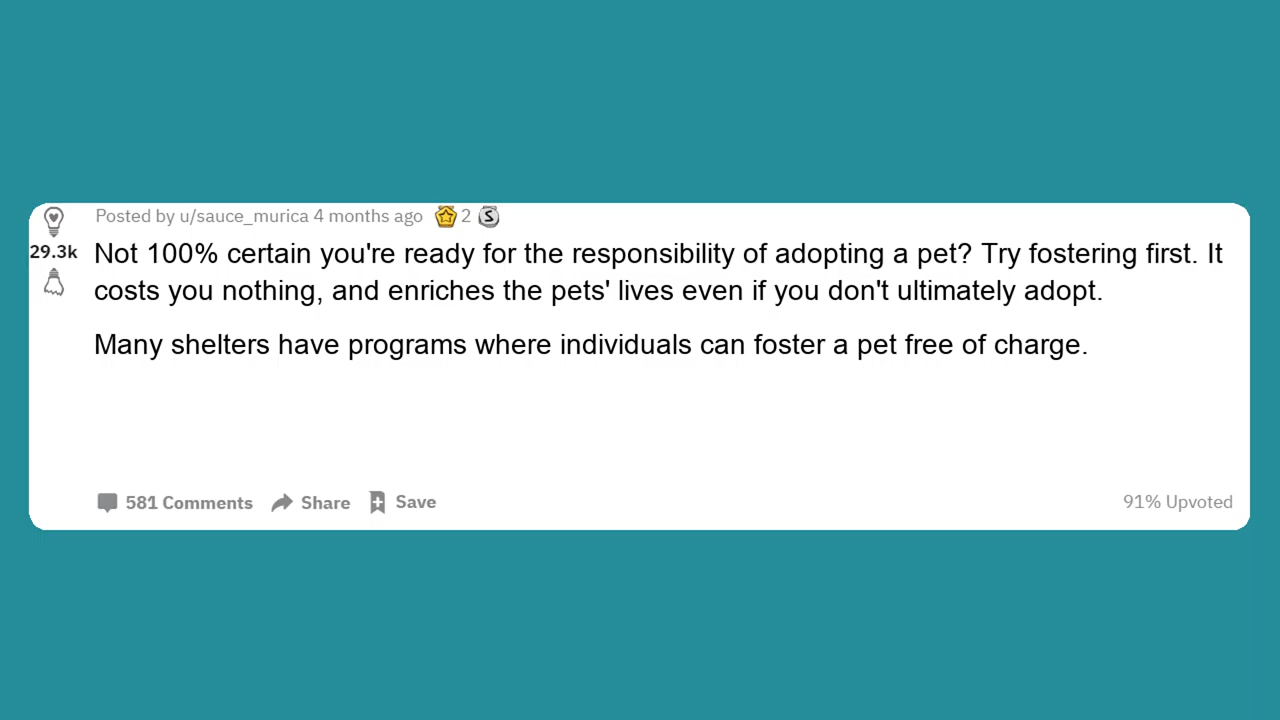 Posted by u/sauce_murica 4 months ago 2 S
29.3k
Not 100% certain you're ready for the responsibility of adopting a pet? Try fostering first. It
costs you nothing, and enriches the pets' lives even if you don't ultimately adopt.
Many shelters have programs where individuals can foster a pet free of charge.
581 Comments Share Save 91% Upvoted